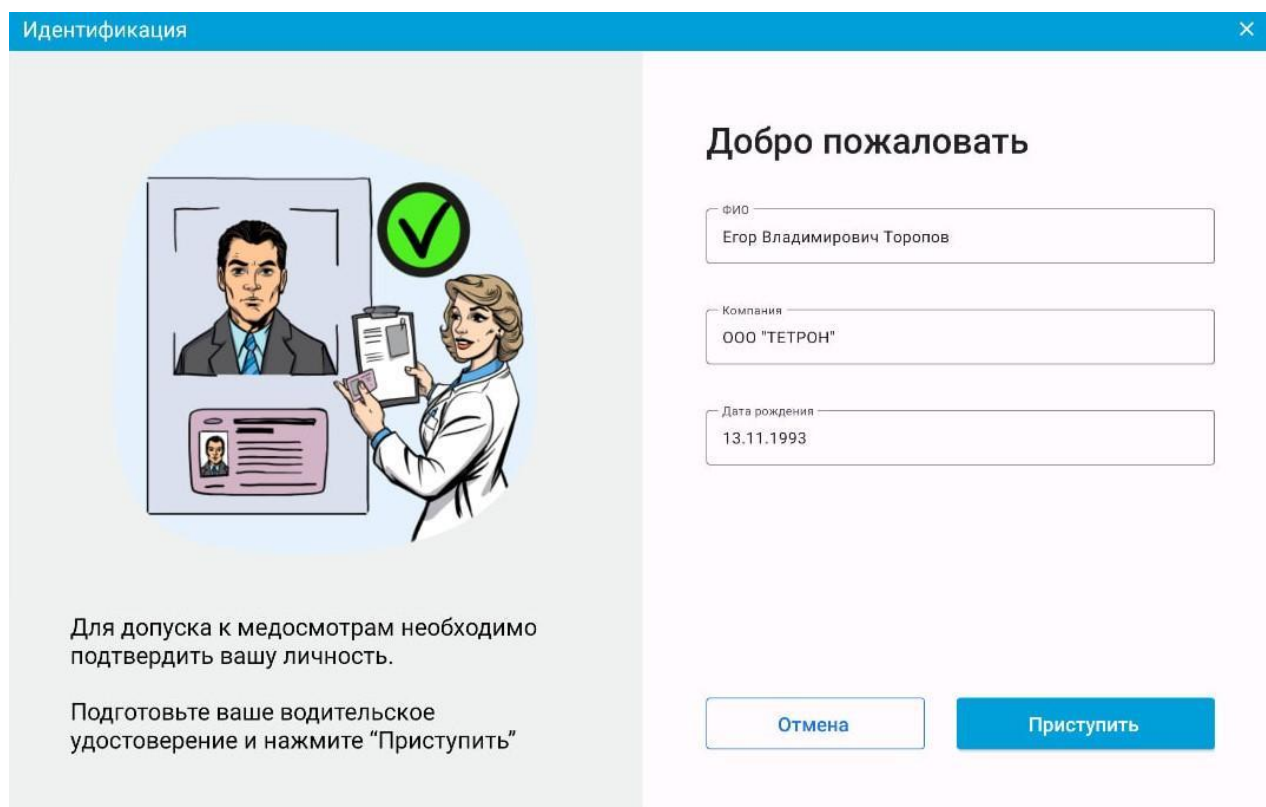 Идентификация
Добро пожаловать
ФИО
Егор Владимирович Торопов
Компания
ООО "ТЕТРОН"
Дата рождения
13.11.1993
Для допуска к медосмотрам необходимо
подтвердить вашу личность.
Подготовьте ваше водительское
удостоверение и нажмите “Приступить”
Отмена
Приступить